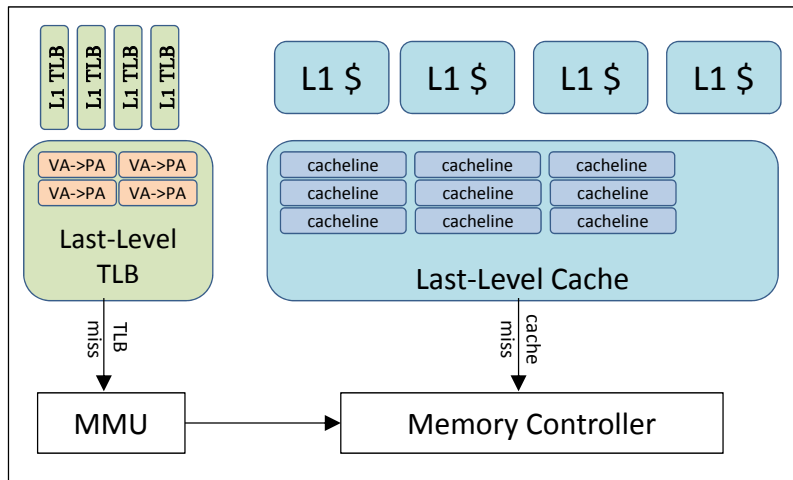 L1 TLB
L1 TLB
L1 TLB
L1 TLB
L1 $
L1 $
L1 $
L1 $
VA->PA
VA->PA
VA->PA
VA->PA
Last-Level
TLB
cacheline
cacheline
cacheline
cacheline
cacheline
cacheline
cacheline
cacheline
cacheline
Last-Level Cache
TLB
miss
cache
miss
MMU
Memory Controller